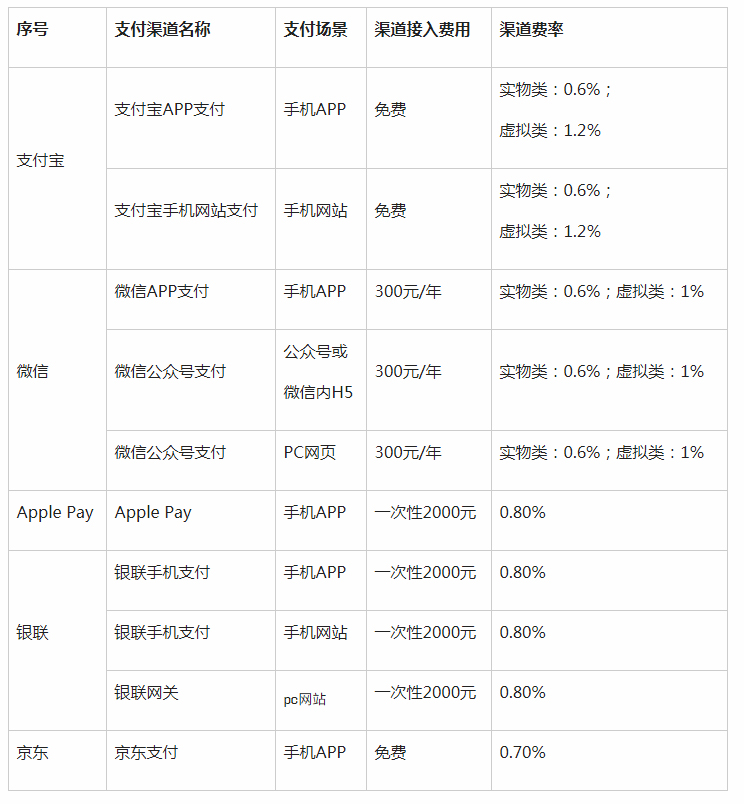 序号 支付渠道名称 支付场景 渠道接入费用 渠道费率
支付宝 支付宝APP支付 手机APP 免费 实物类：0.6%；
虚拟类：1.2%
支付宝手机网站支付 手机网站 免费 实物类：0.6%；
虚拟类：1.2%
微信 微信APP支付 手机APP 300元/年 实物类：0.6%；虚拟类：1%
微信公众号支付 公众号或
微信内H5 300元/年 实物类：0.6%；虚拟类：1%
微信公众号支付 PC网页 300元/年 实物类：0.6%；虚拟类：1%
Apple Pay Apple Pay 手机APP 一次性2000元 0.80%
银联 银联手机支付 手机APP 一次性2000元 0.80%
银联手机支付 手机网站 一次性2000元 0.80%
银联网关 pc网站 一次性2000元 0.80%
京东 京东支付 手机APP 免费 0.70%